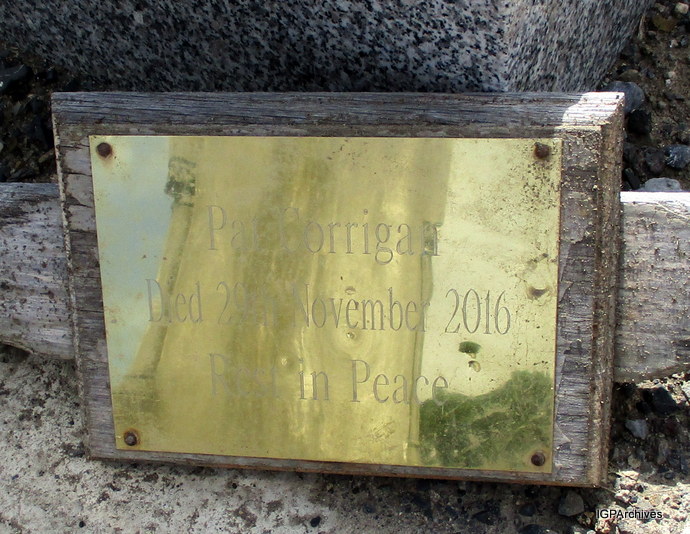 Pat Corrigan
Died 29th November 2016
Rest in Peace
IGPArchives